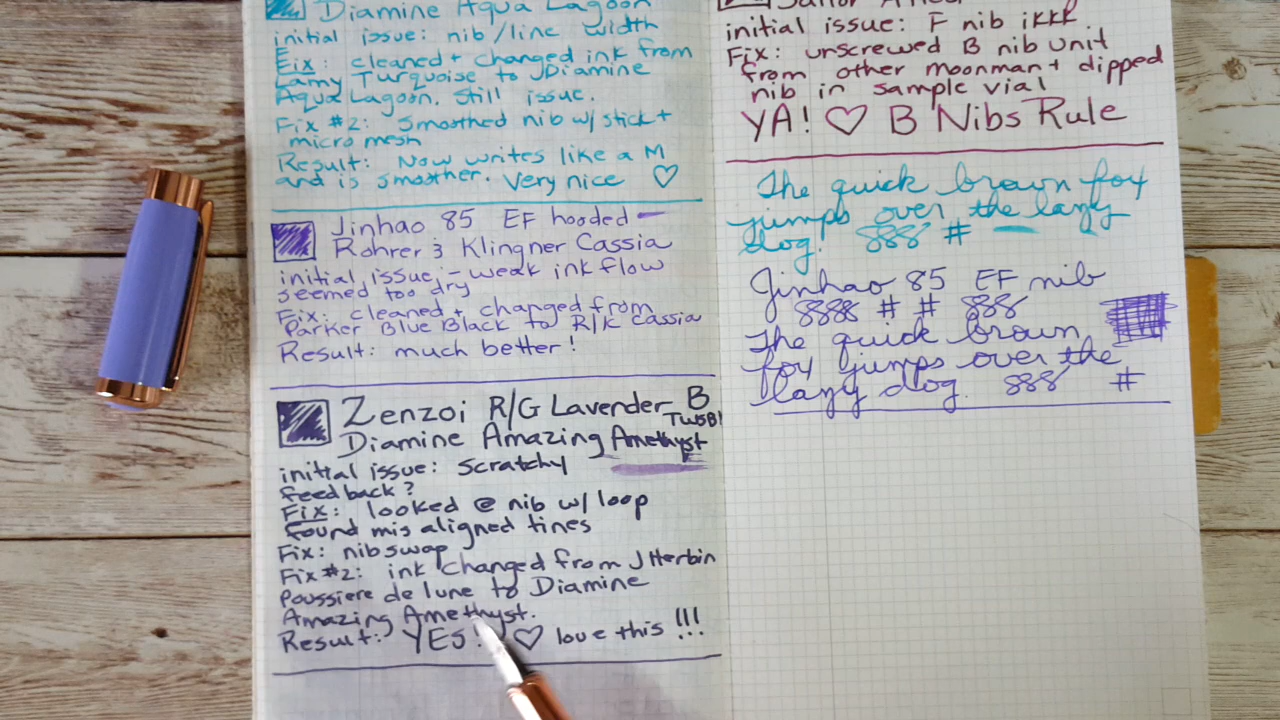 Diamine Aqua Lagoon
initial issue: nib/line width
Fix: cleaned + changed ink from
Lamy Turquoise to Diamine
Aqua Lagoon. Still issue.
Fix #2: Smoothed nib w/ stick +
micro mesh
Result: Now writes like a M
and is smoother. Very nice ♡
Jinhao 85 EF hooded
Rohrer & Klingner Cassia
initial issue - weak ink flow
seemed too dry
Fix: cleaned + changed from
Parker Blue Black to R/K Cassia
Result: much better!
Zenzoi R/G Lavender B
TWSBI
Diamine Amazing Amethyst
initial issue: scratchy
feedback?
Fix: looked @ nib w/ loop
found mis aligned tines
Fix: nib swap
Fix #2: ink changed from J Herbin
Poussiere de lune to Diamine
Amazing Amethyst.
Result: YES! ♡ love this !!!
initial issue: F nib ikkk
Fix: unscrewed B nib unit
from other moonman + dipped
nib in sample vial
YA! ♡ B Nibs Rule
The quick brown fox
jumps over the lazy
dog. 888 #
Jinhao 85 EF nib
8888 # # 888
The quick brown
fox jumps over the
lazy dog. 888 #